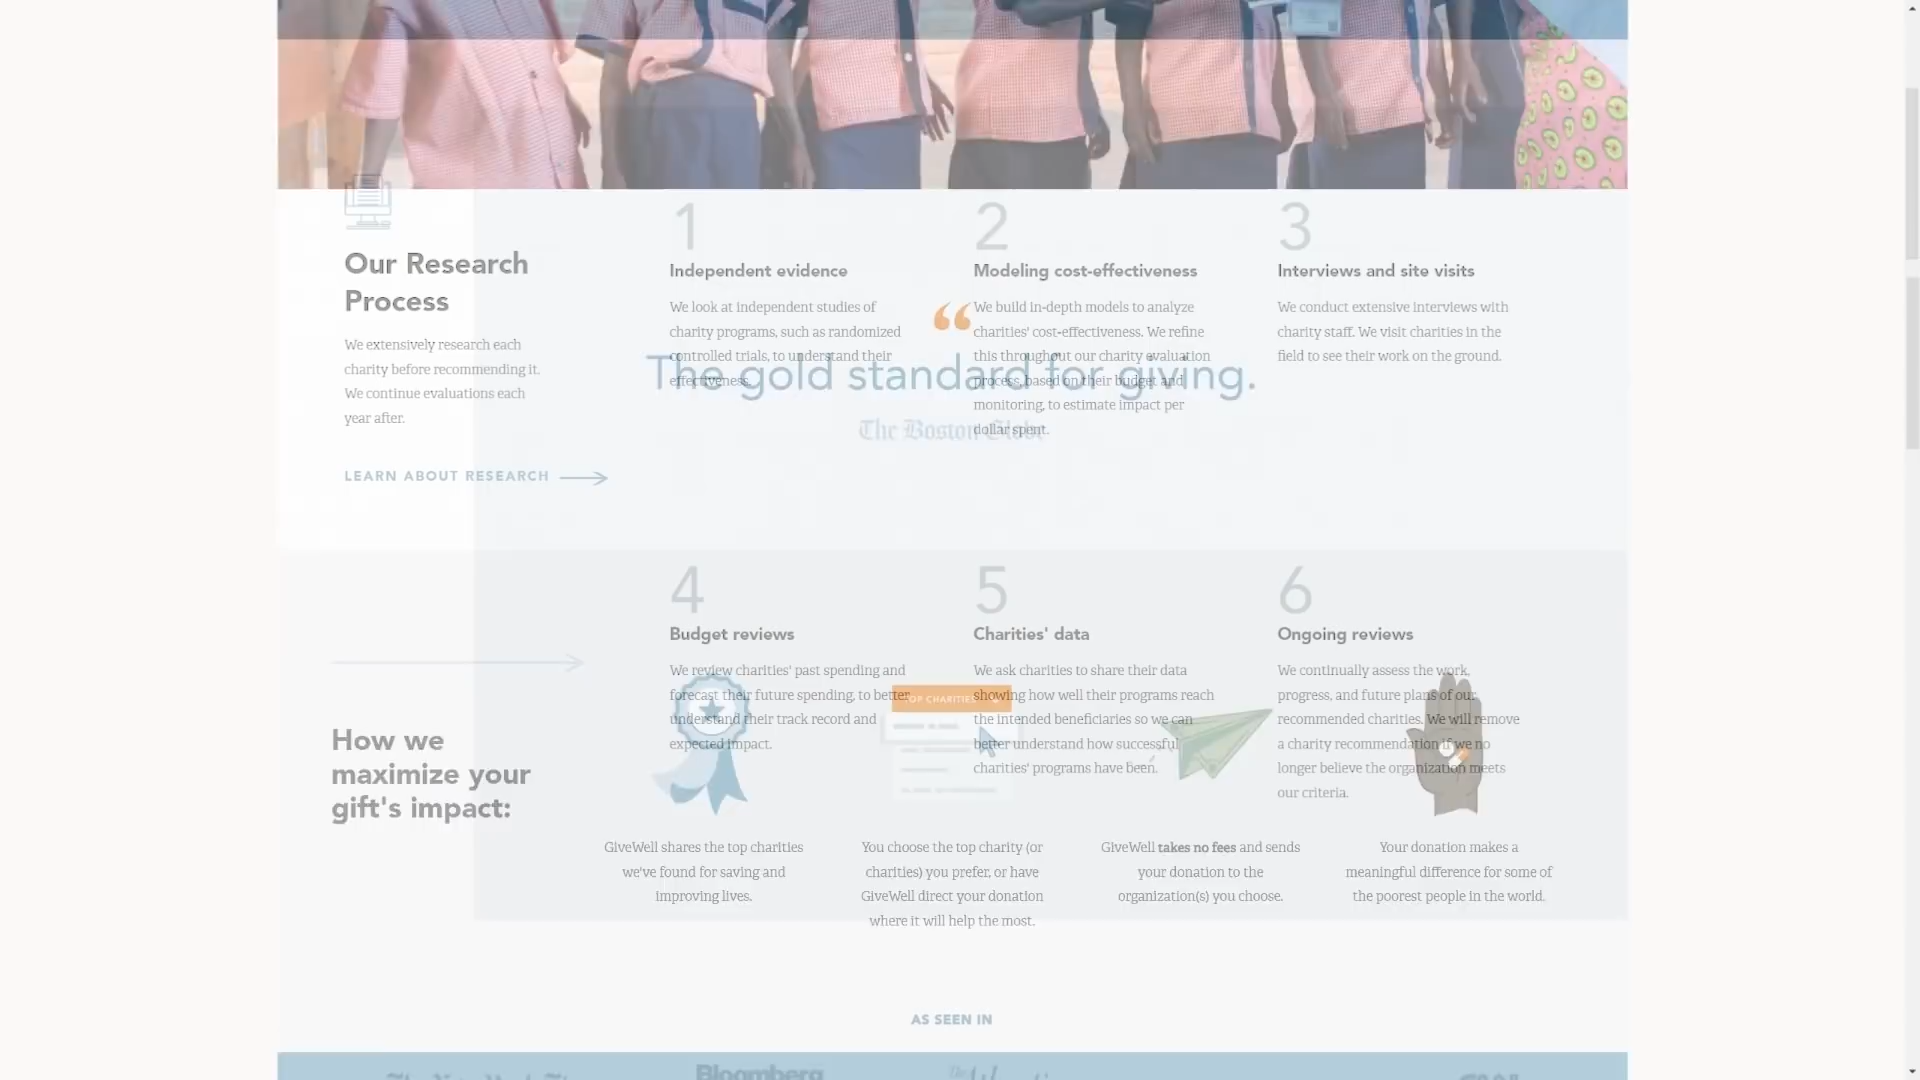 Our Research
Process
We extensively research each
charity before recommending it.
We continue evaluations each
year after.
LEARN ABOUT RESEARCH
1
Independent evidence
We look at independent studies of
charity programs, such as randomized
controlled trials, to understand their
effectiveness.
2
Modeling cost-effectiveness
We build in-depth models to analyze
charities' cost-effectiveness. We refine
this throughout our charity evaluation
process, based on their budget and
monitoring, to estimate impact per
dollar spent.
3
Interviews and site visits
We conduct extensive interviews with
charity staff. We visit charities in the
field to see their work on the ground.
“
The gold standard for giving.
The Boston Globe
4
Budget reviews
We review charities' past spending and
forecast their future spending, to better
understand their track record and
expected impact.
5
Charities' data
We ask charities to share their data
showing how well their programs reach
the intended beneficiaries so we can
better understand how successful
charities' programs have been.
6
Ongoing reviews
We continually assess the work,
progress, and future plans of our
recommended charities. We will remove
a charity recommendation if we no
longer believe the organization meets
our criteria.
How we
maximize your
gift's impact:
TOP CHARITIES
GiveWell shares the top charities
we've found for saving and
improving lives.
You choose the top charity (or
charities) you prefer, or have
GiveWell direct your donation
where it will help the most.
GiveWell takes no fees and sends
your donation to the
organization(s) you choose.
Your donation makes a
meaningful difference for some of
the poorest people in the world.
AS SEEN IN
Bloomberg